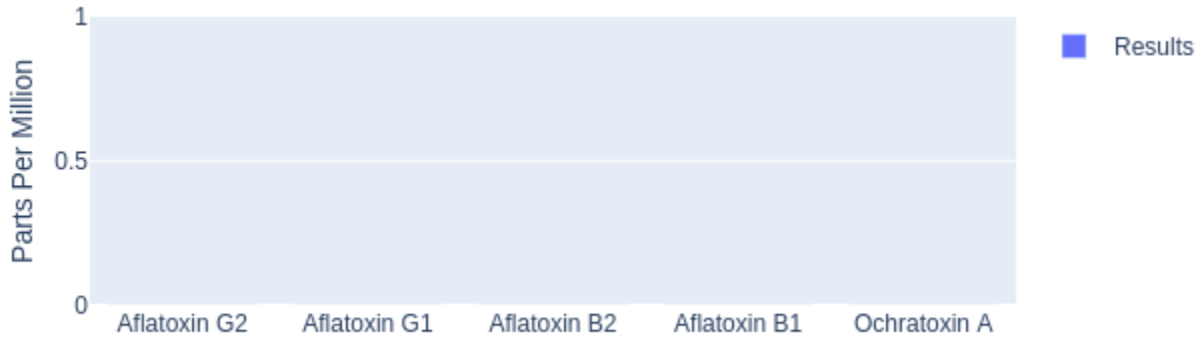 Parts Per Million
1
0.5
0
Aflatoxin G2 Aflatoxin G1 Aflatoxin B2 Aflatoxin B1 Ochratoxin A
Results